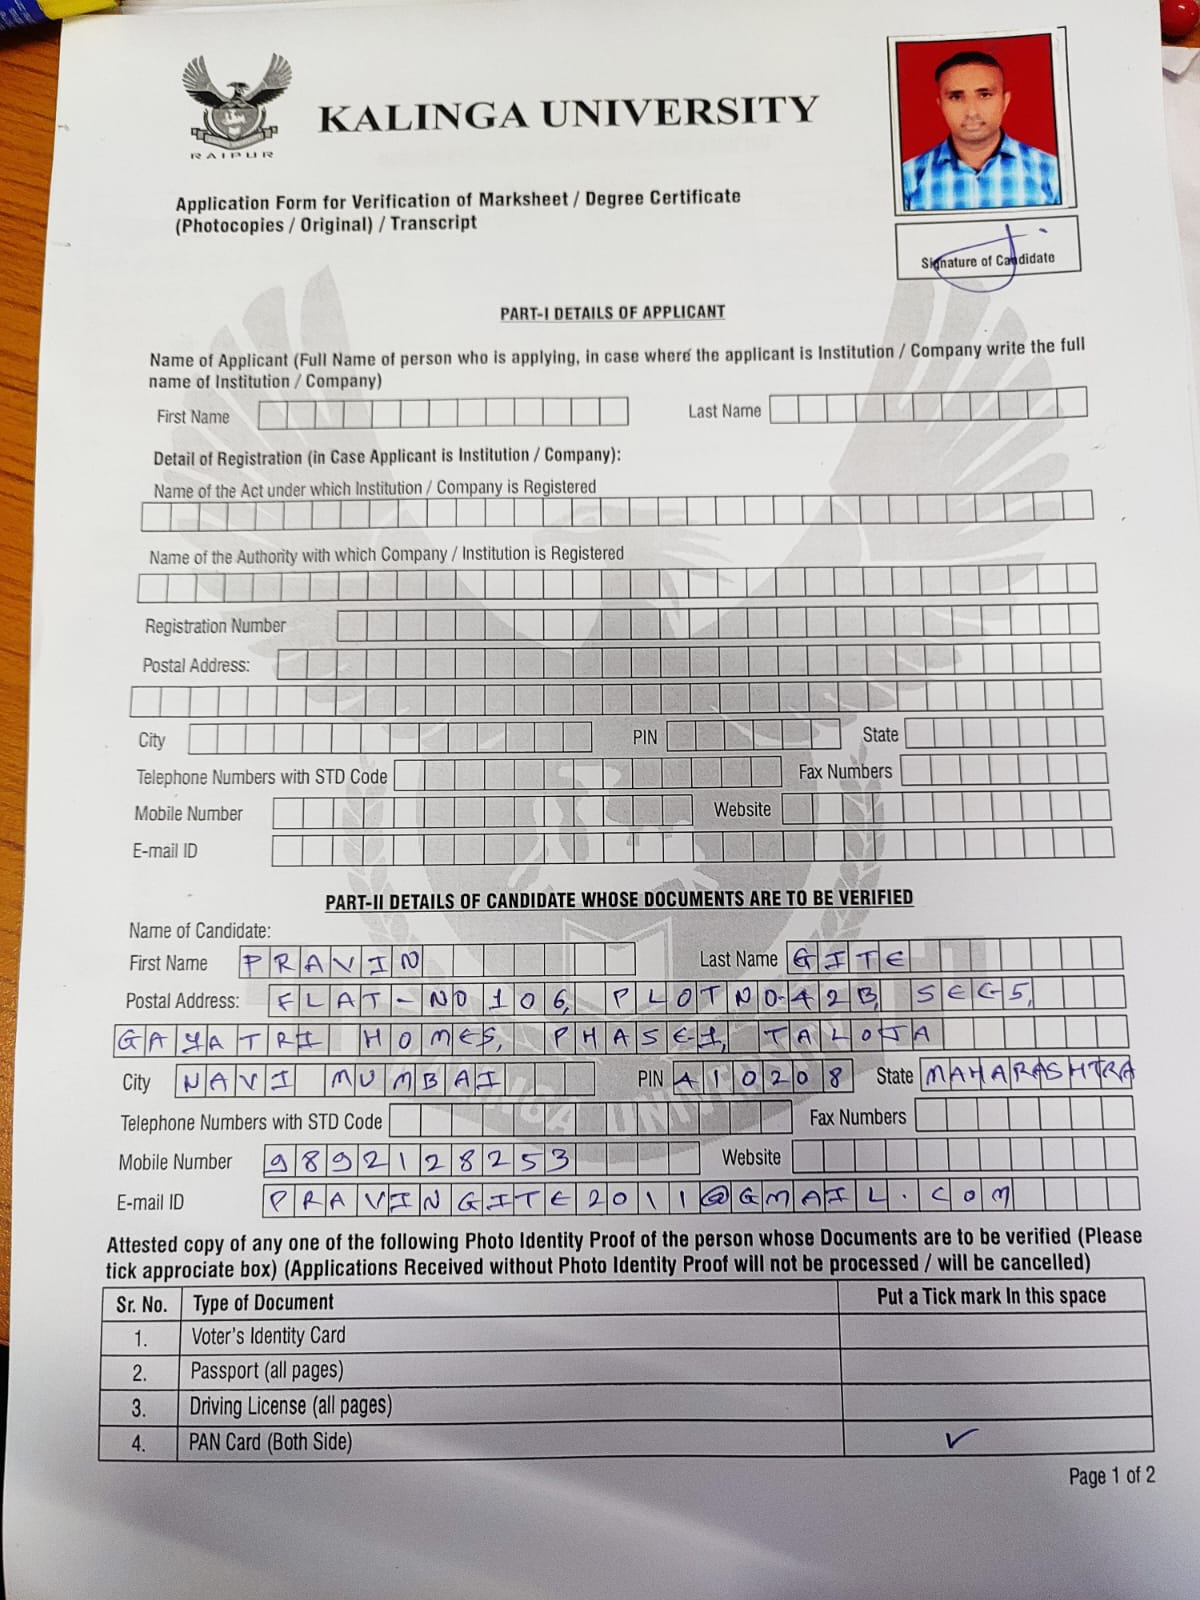 KALINGA UNIVERSITY
RAIPUR
Application Form for Verification of Marksheet / Degree Certificate
(Photocopies / Original) / Transcript
Signature of Candidate
PART-I DETAILS OF APPLICANT
Name of Applicant (Full Name of person who is applying, in case where the applicant is Institution / Company write the full
name of Institution / Company)
First Name Last Name
Detail of Registration (in Case Applicant is Institution / Company):
Name of the Act under which Institution / Company is Registered
Name of the Authority with which Company / Institution is Registered
Registration Number
Postal Address:
City PIN State
Telephone Numbers with STD Code Fax Numbers
Mobile Number Website
E-mail ID
PART-II DETAILS OF CANDIDATE WHOSE DOCUMENTS ARE TO BE VERIFIED
Name of Candidate:
First Name PRAVIN Last Name GITE
Postal Address: FLAT-NO 106, PLOT NO-42B, SEC-5,
GAYATRI HOMES, PHASE-1, TALOJA
City NAVI MUMBAI PIN 410208 State MAHARASHTRA
Telephone Numbers with STD Code Fax Numbers
Mobile Number 9892128253 Website
E-mail ID PRAVINGITE2011@GMAIL.COM
Attested copy of any one of the following Photo Identity Proof of the person whose Documents are to be verified (Please
tick approciate box) (Applications Received without Photo Identity Proof will not be processed / will be cancelled)
Sr. No. Type of Document Put a Tick mark In this space
1. Voter's Identity Card
2. Passport (all pages)
3. Driving License (all pages)
4. PAN Card (Both Side) ✓
Page 1 of 2